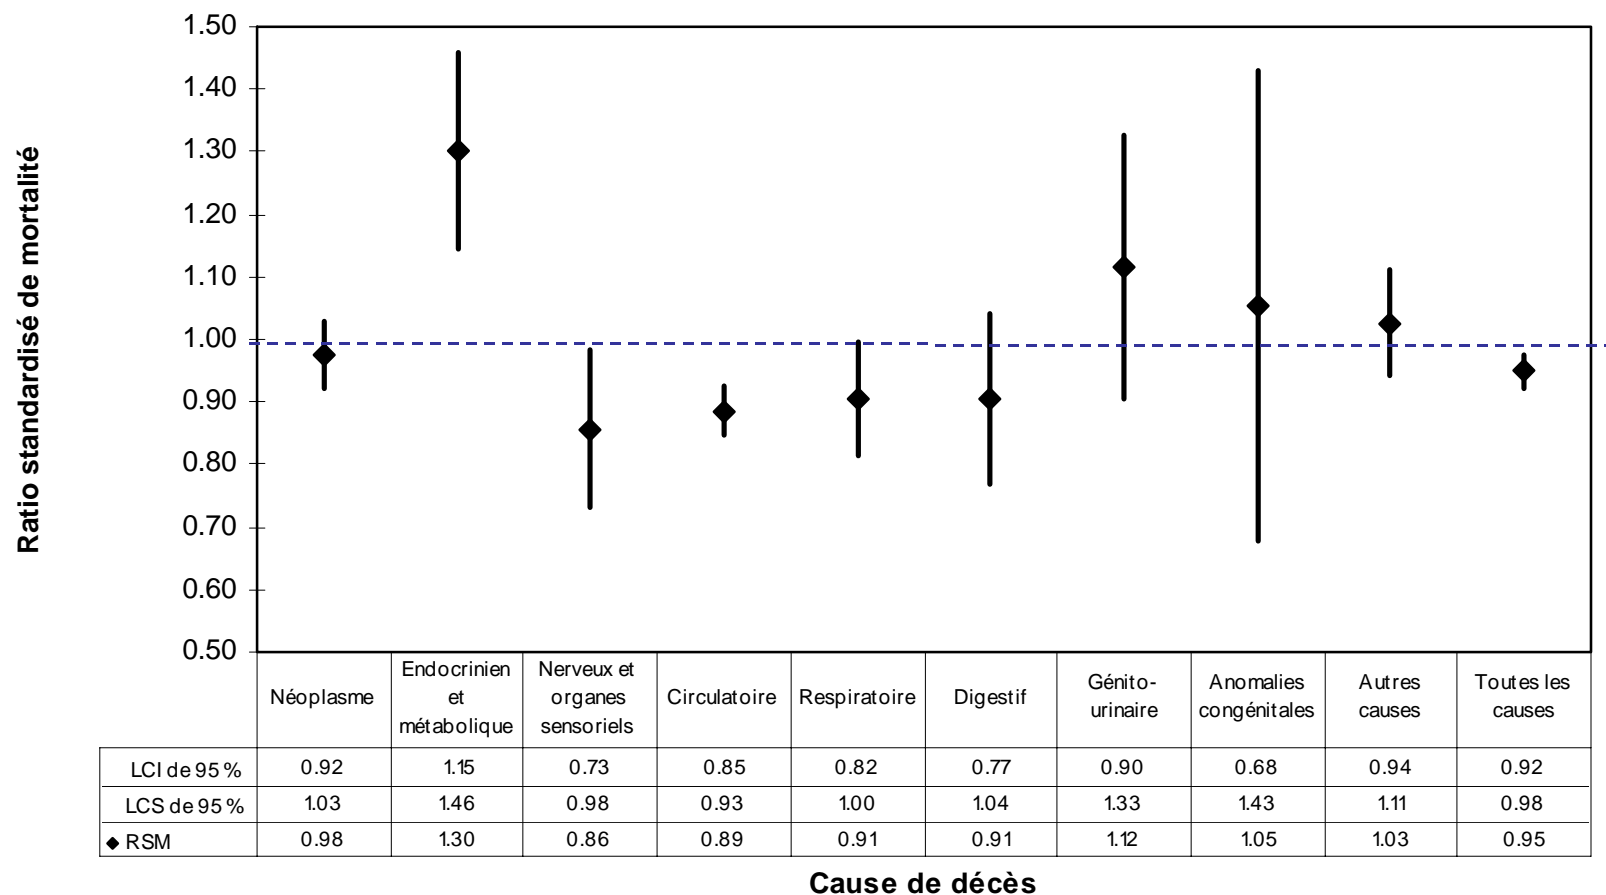 Ratio standardisé de mortalité
1.50
1.40
1.30
1.20
1.10
1.00
0.90
0.80
0.70
0.60
0.50
Néoplasme
Endocrinien
et
métabolique
Nerveux et
organes
sensoriels
Circulatoire
Respiratoire
Digestif
Génito-
urinaire
Anomalies
congénitales
Autres
causes
Toutes les
causes
LCI de 95 % 0.92 1.15 0.73 0.85 0.82 0.77 0.90 0.68 0.94 0.92
LCS de 95 % 1.03 1.46 0.98 0.93 1.00 1.04 1.33 1.43 1.11 0.98
RSM 0.98 1.30 0.86 0.89 0.91 0.91 1.12 1.05 1.03 0.95
Cause de décès